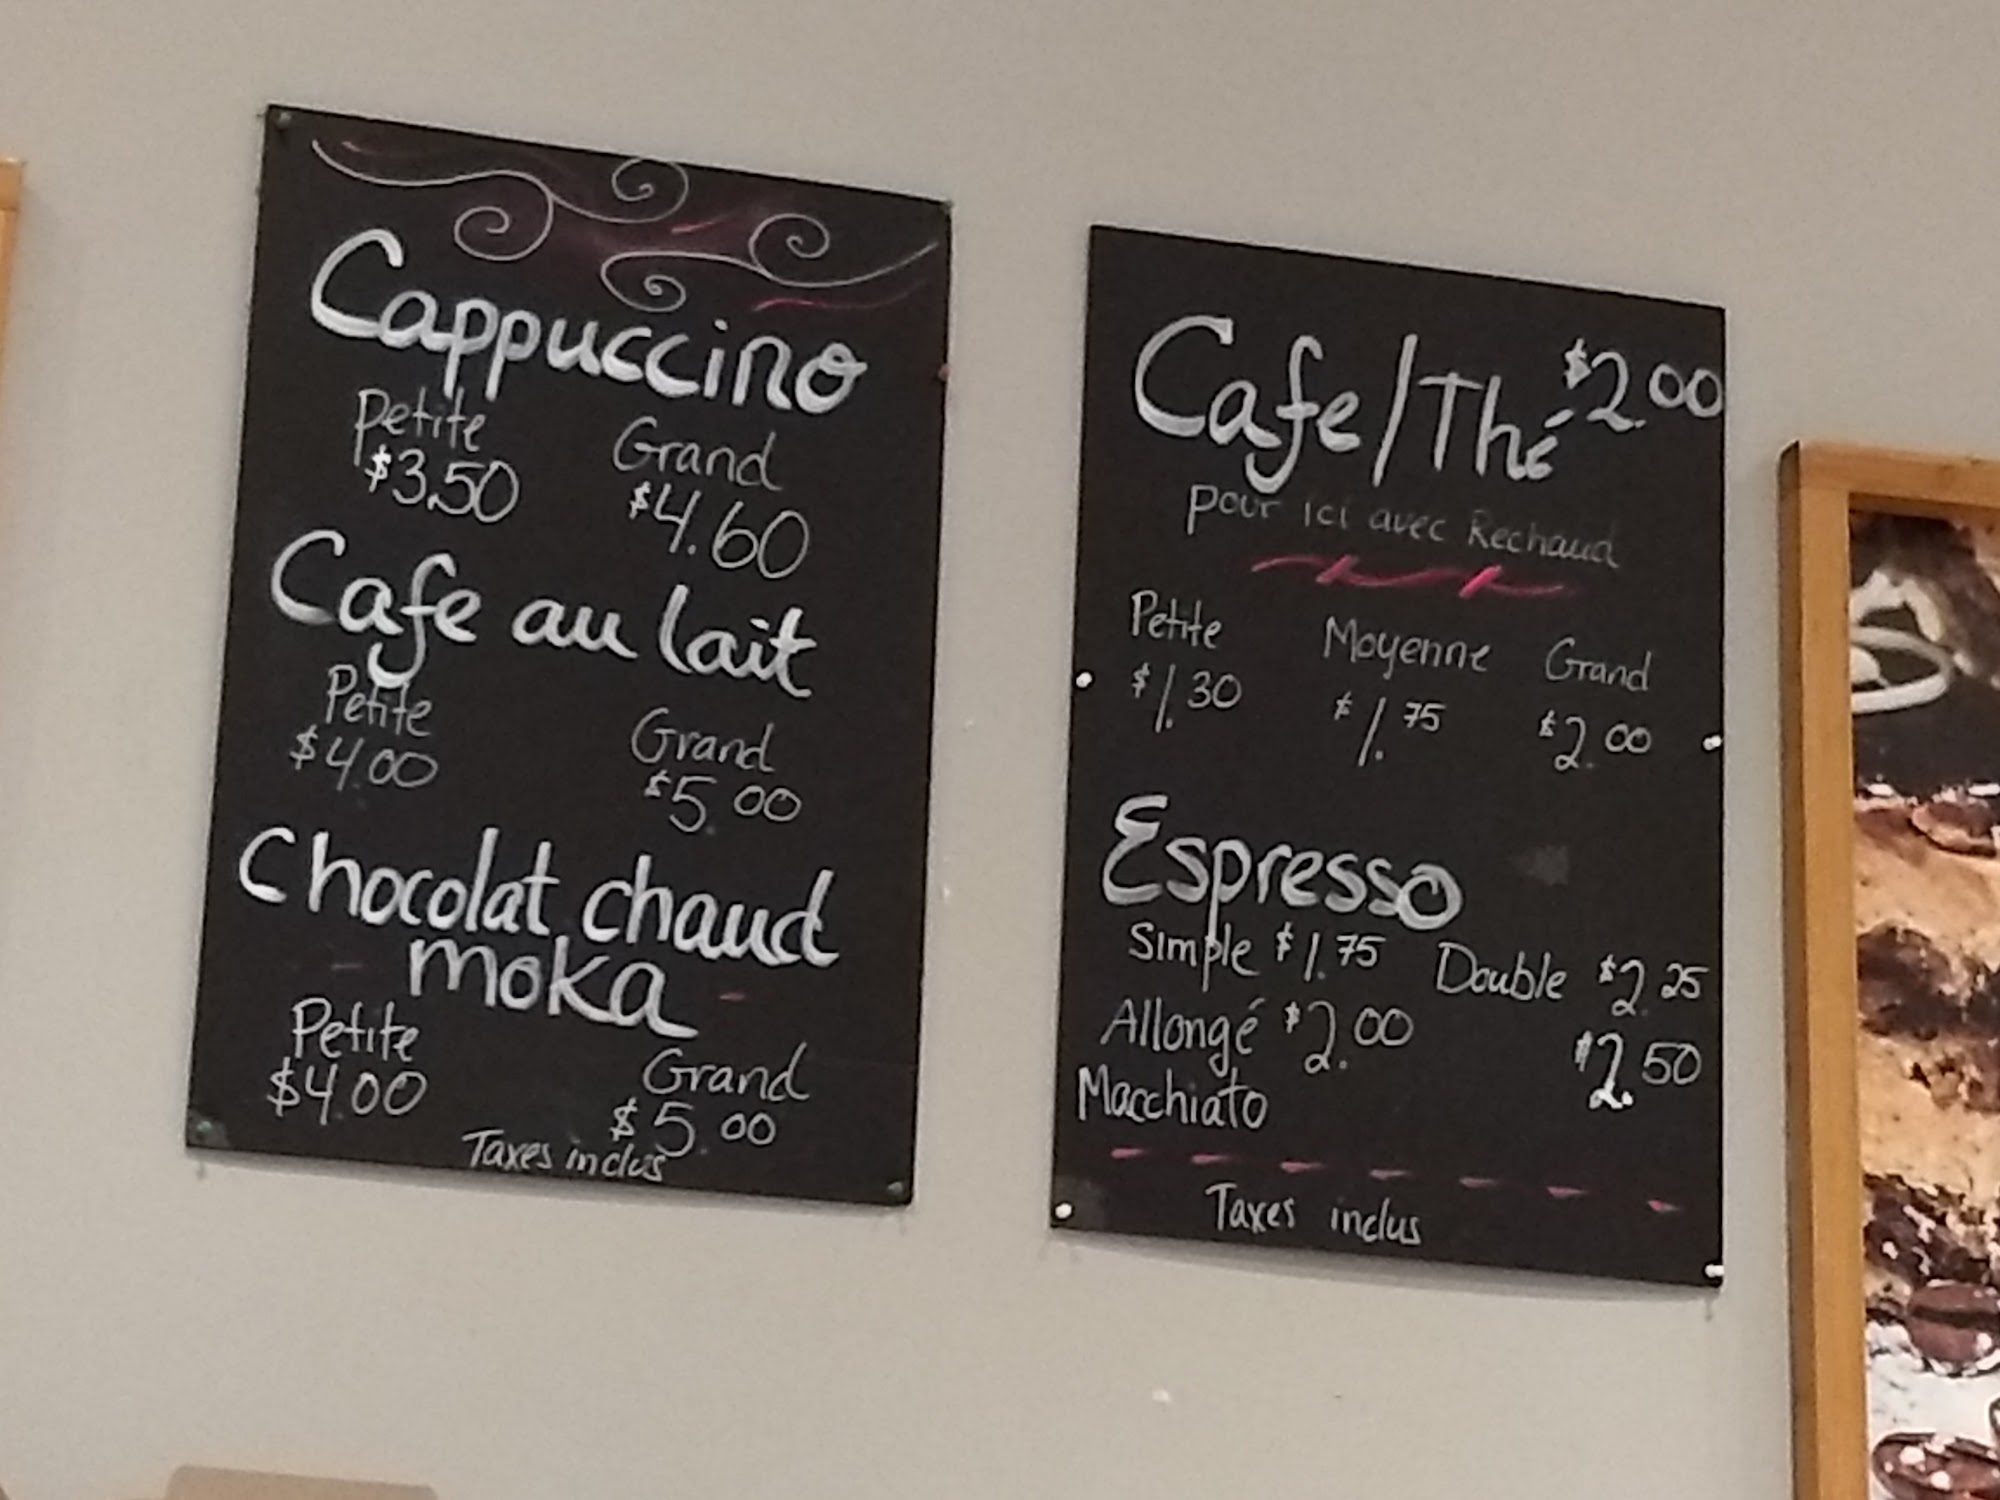 Cappuccino
Petite Grand
$3.50 $4.60
Cafe au lait
Petite Grand
$4.00 $5.00
Chocolat chaud
moka
Petite Grand
$4.00 $5.00
Taxes inclus
Cafe/Thé $2.00
pour ici avec Rechaud
Petite Moyenne Grand
$1.30 $1.75 $2.00
Espresso
Simple $1.75 Double $2.25
Allongé $2.00 $2.50
Macchiato
Taxes inclus